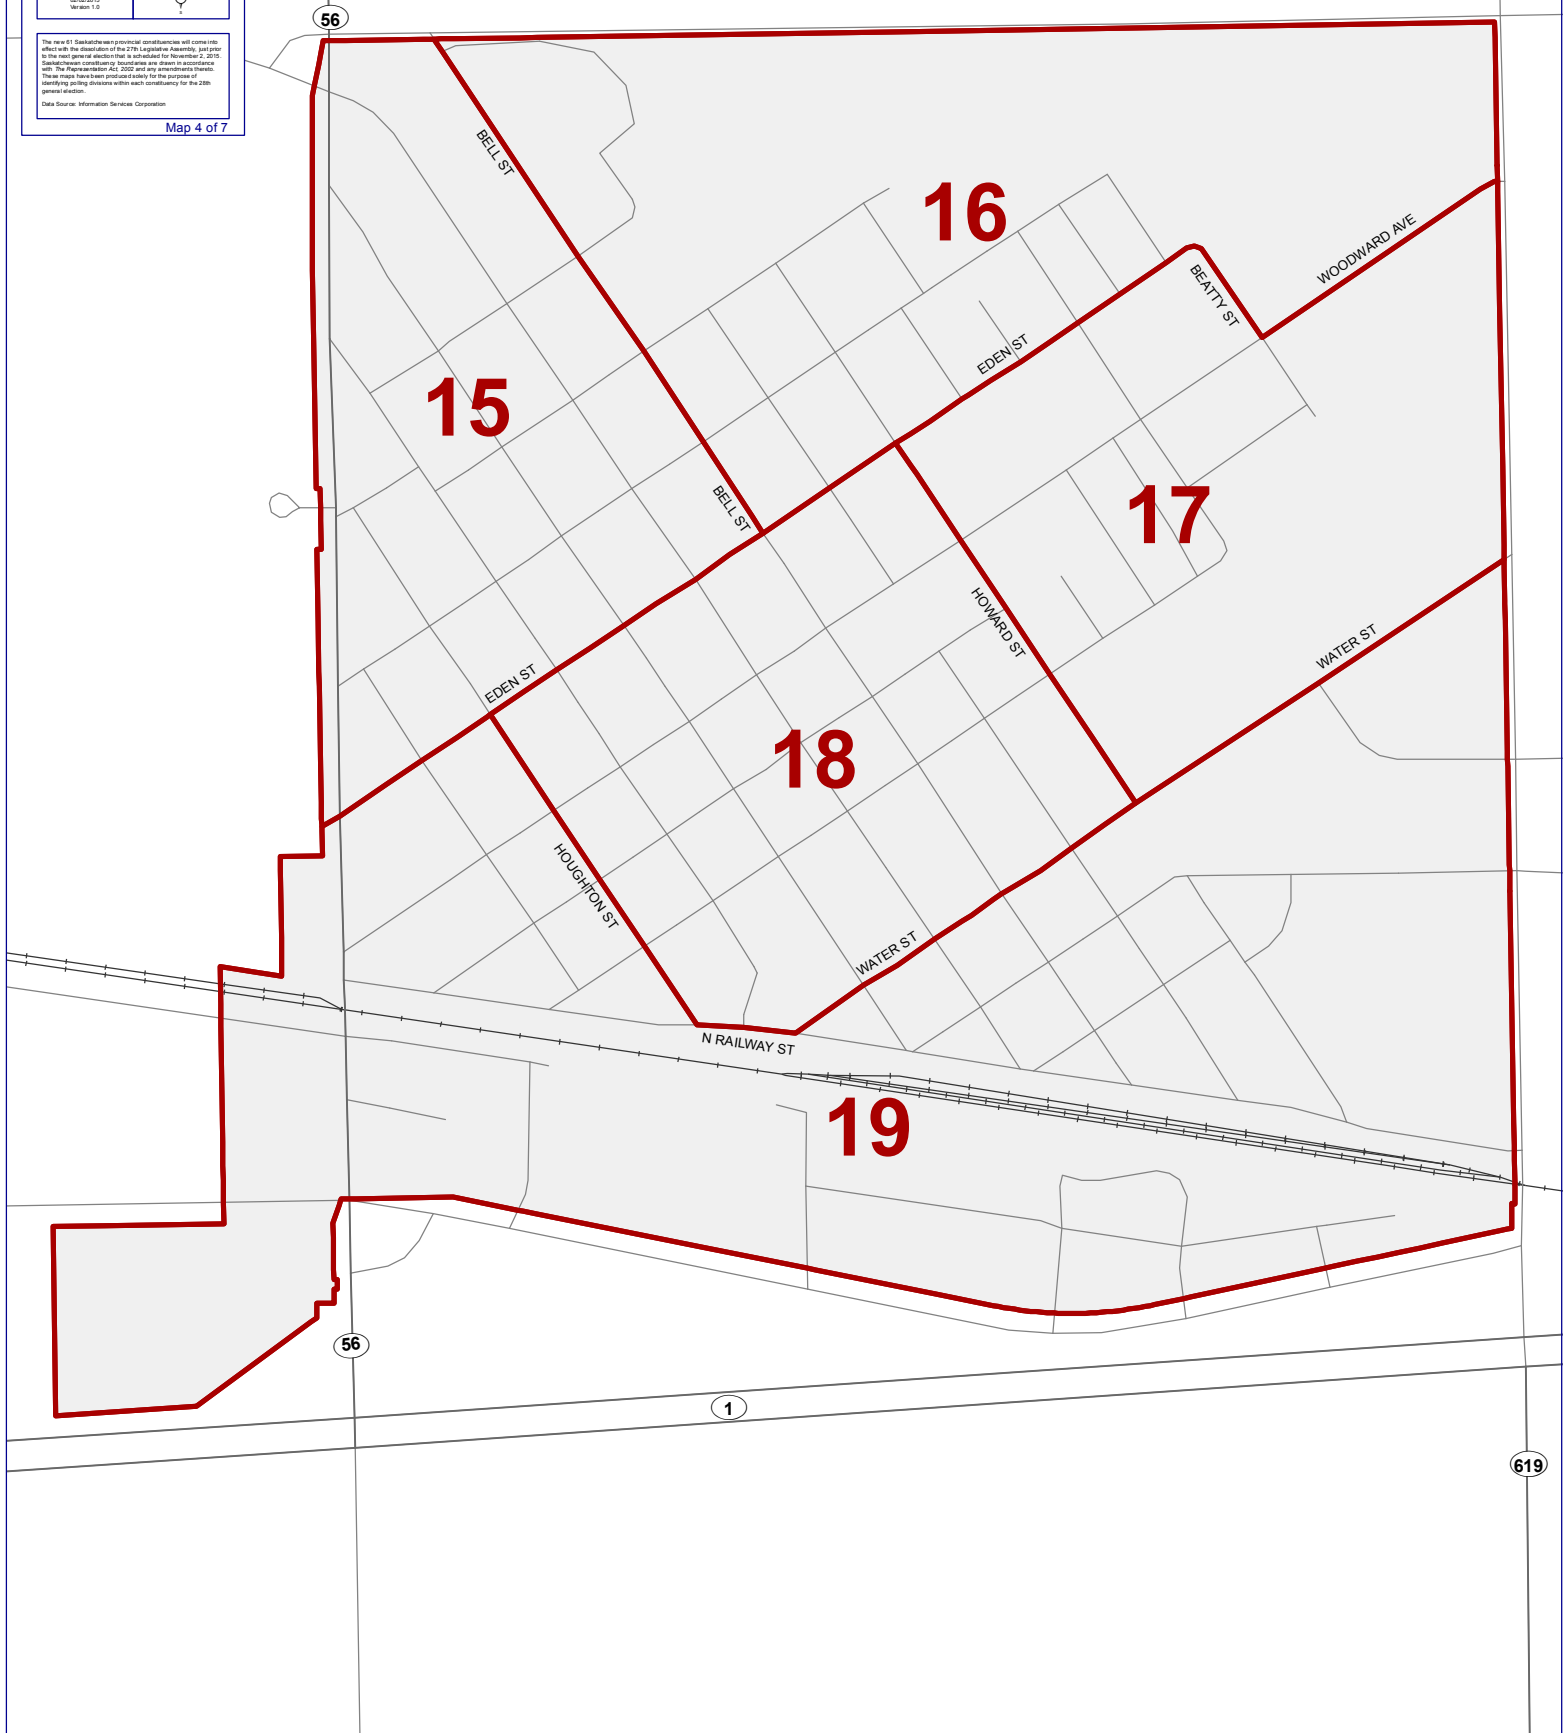 Version 1.0
The new 61 Saskatchewan provincial constituencies will come into
effect with the dissolution of the 27th Legislative Assembly, just prior
to the next general election that is scheduled for November 2, 2015.
Saskatchewan constituency boundaries are drawn in accordance
with The Representation Act, 2002 and any amendments thereto.
These maps have been produced solely for the purpose of
identifying polling divisions within each constituency for the 28th
general election.
Data Source: Information Services Corporation
Map 4 of 7
56
BELL ST
16
WOODWARD AVE
BEATTY ST
EDEN ST
15
17
BELL ST
HOWARD ST
WATER ST
EDEN ST
18
HOUGHTON ST
WATER ST
N RAILWAY ST
19
56
1
619